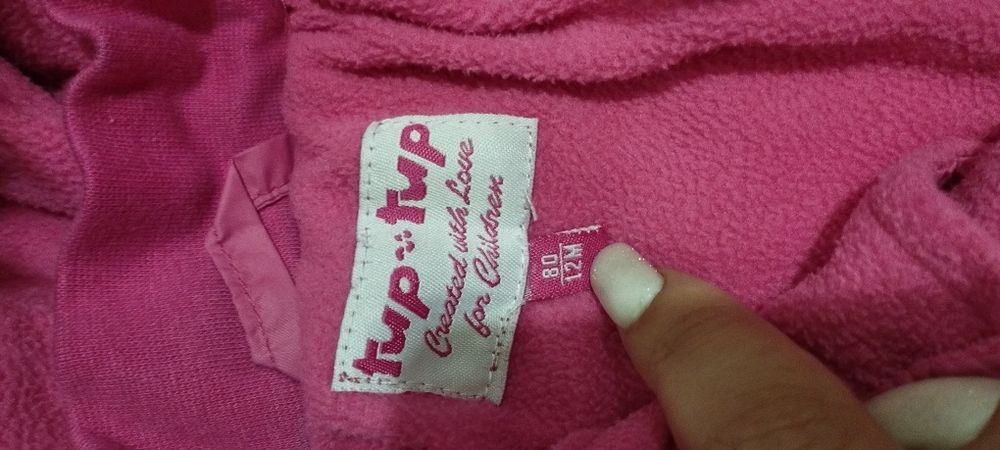 tup tup
Created with Love
for Children
80
12M